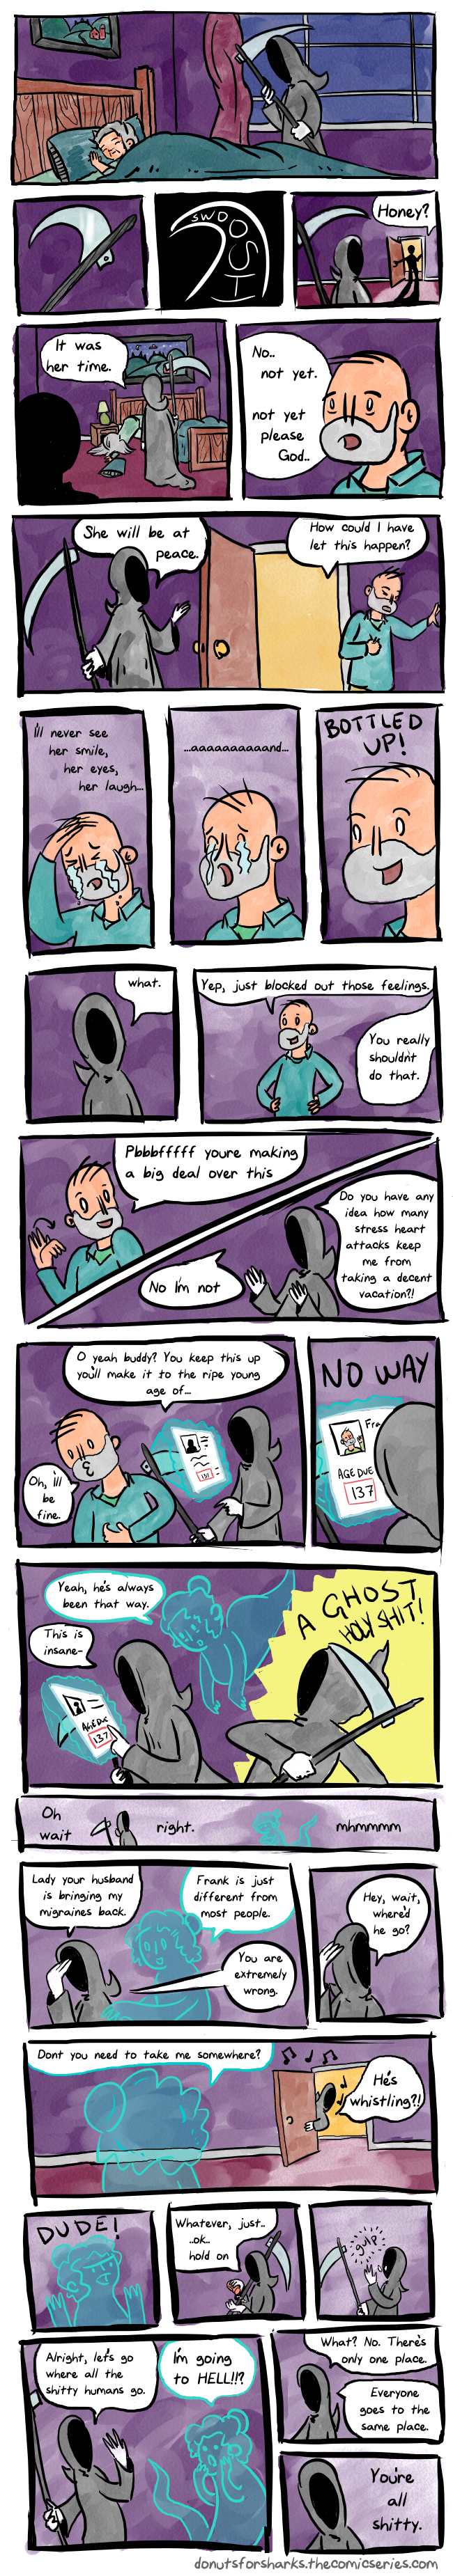 SWOOSH
Honey?
It was
her time.
No..
not yet.
not yet
please
God..
She will be at
peace.
How could I have
let this happen?
I'll never see
her smile,
her eyes,
her laugh...
...aaaaaaaaaand...
BOTTLED
UP!
what.
Yep, just blocked out those feelings.
You really
shouldn't
do that.
Pbbbfffff youre making
a big deal over this
No I'm not
Do you have any
idea how many
stress heart
attacks keep
me from
taking a decent
vacation?!
O yeah buddy? You keep this up
you'll make it to the ripe young
age of...
131
Oh, I'll
be
fine.
NO WAY
Fra
AGE DUE
137
Yeah, he's always
been that way.
This is
insane-
AGE DUE
137
A GHOST
HOLY SHIT!
Oh
wait
right.
mhmmmm
Lady your husband
is bringing my
migraines back.
Frank is just
different from
most people.
You are
extremely
wrong.
Hey, wait,
where'd
he go?
Dont you need to take me somewhere?
He's
whistling?!
DUDE!
Whatever, just..
..ok..
hold on
gulp
Alright, let's go
where all the
shitty humans go.
I'm going
to HELL!!?
What? No. There's
only one place.
Everyone
goes to the
same place.
You're
all
shitty.
donutsforsharks.thecomicseries.com